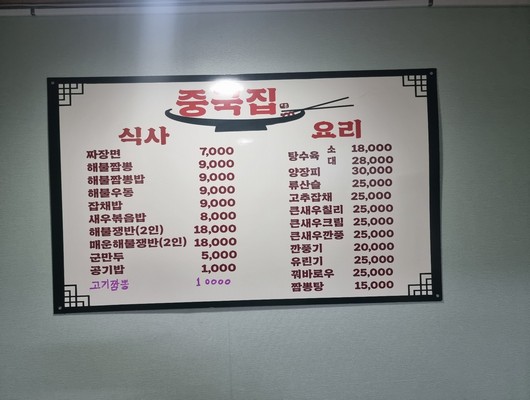 중국집
식사
짜장면 7,000
해물짬뽕 9,000
해물짬뽕밥 9,000
해물우동 9,000
잡채밥 9,000
새우볶음밥 8,000
해물쟁반(2인) 18,000
매운해물쟁반(2인) 18,000
군만두 5,000
공기밥 1,000
고기짬뽕 10000
요리
탕수육 소 18,000
대 28,000
양장피 30,000
류산슬 25,000
고추잡채 25,000
큰새우칠리 25,000
큰새우크림 25,000
큰새우깐풍 25,000
깐풍기 20,000
유린기 25,000
꿔바로우 25,000
짬뽕탕 15,000